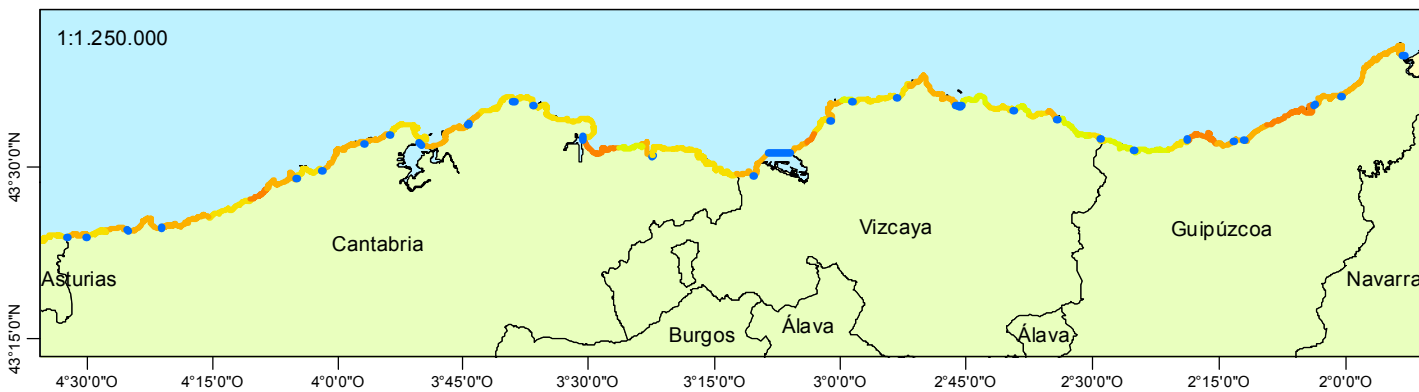 1:1.250.000
43°30'0"N
43°15'0"N
Cantabria
Vizcaya
Guipúzcoa
Asturias
Navarra
Burgos
Álava
Álava
4°30'0"O
4°15'0"O
4°0'0"O
3°45'0"O
3°30'0"O
3°15'0"O
3°0'0"O
2°45'0"O
2°30'0"O
2°15'0"O
2°0'0"O